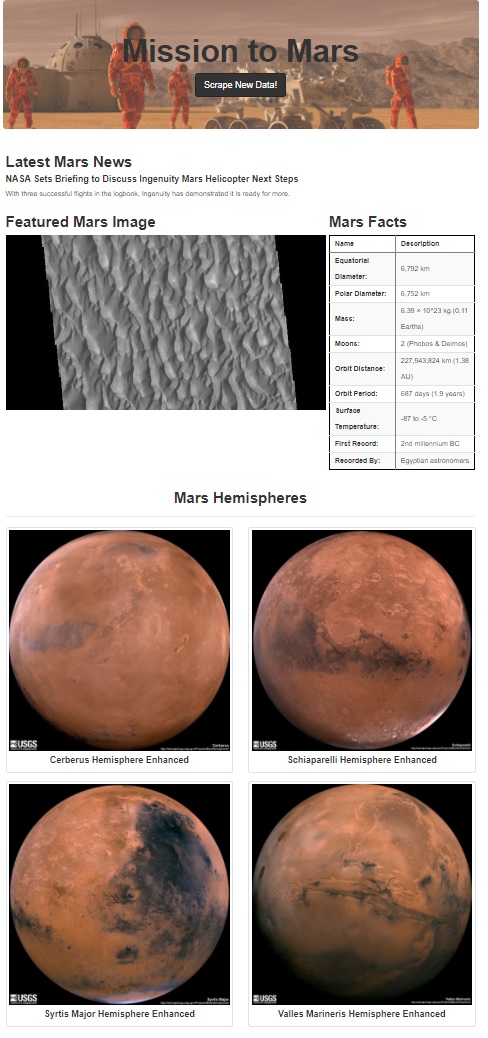 Mission to Mars
Scrape New Data!
Latest Mars News
NASA Sets Briefing to Discuss Ingenuity Mars Helicopter Next Steps
With three successful flights in the logbook, Ingenuity has demonstrated it is ready for more.
Featured Mars Image
Mars Facts
Name Description
Equatorial
Diameter: 6,792 km
Polar Diameter: 6,752 km
Mass: 6.39 × 10^23 kg (0.11
Earths)
Moons: 2 (Phobos & Deimos)
Orbit Distance: 227,943,824 km (1.38
AU)
Orbit Period: 687 days (1.9 years)
Surface
Temperature: -87 to -5 °C
First Record: 2nd millennium BC
Recorded By: Egyptian astronomers
Mars Hemispheres
USGS
Cerberus
Cerberus Hemisphere Enhanced
USGS
Schiaparelli
Schiaparelli Hemisphere Enhanced
USGS
Syrtis Major
Syrtis Major Hemisphere Enhanced
USGS
Valles Marineris
Valles Marineris Hemisphere Enhanced